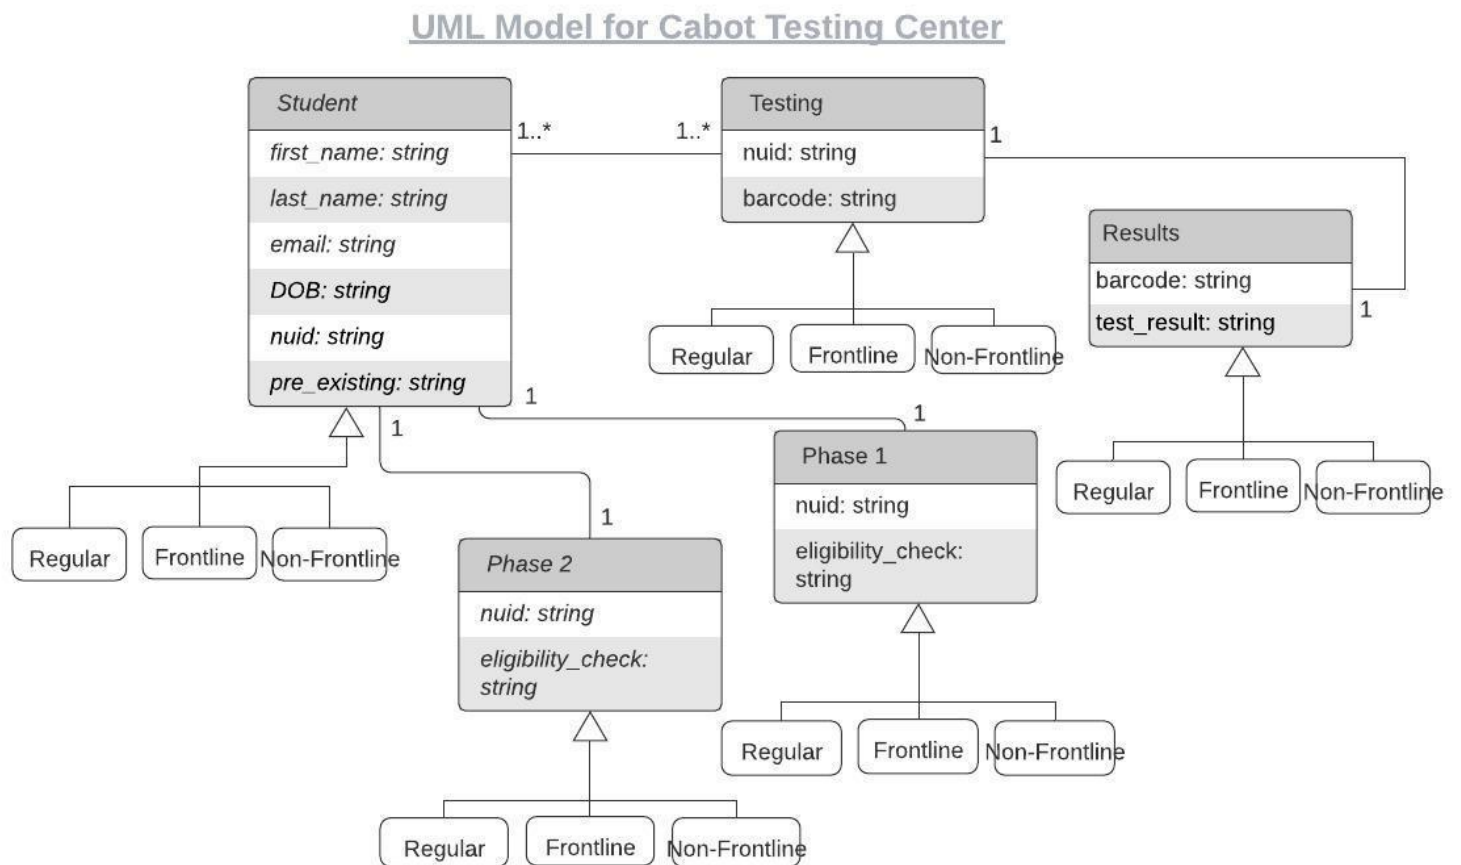 UML Model for Cabot Testing Center
Student
first_name: string
last_name: string
email: string
DOB: string
nuid: string
pre_existing: string
1..*
1..*
Testing
nuid: string
barcode: string
1
Results
barcode: string
test_result: string
1
Regular
Frontline
Non-Frontline
1
1
1
Phase 1
nuid: string
eligibility_check:
string
Regular
Frontline
Non-Frontline
Regular
Frontline
Non-Frontline
1
Phase 2
nuid: string
eligibility_check:
string
Regular
Frontline
Non-Frontline
Regular
Frontline
Non-Frontline